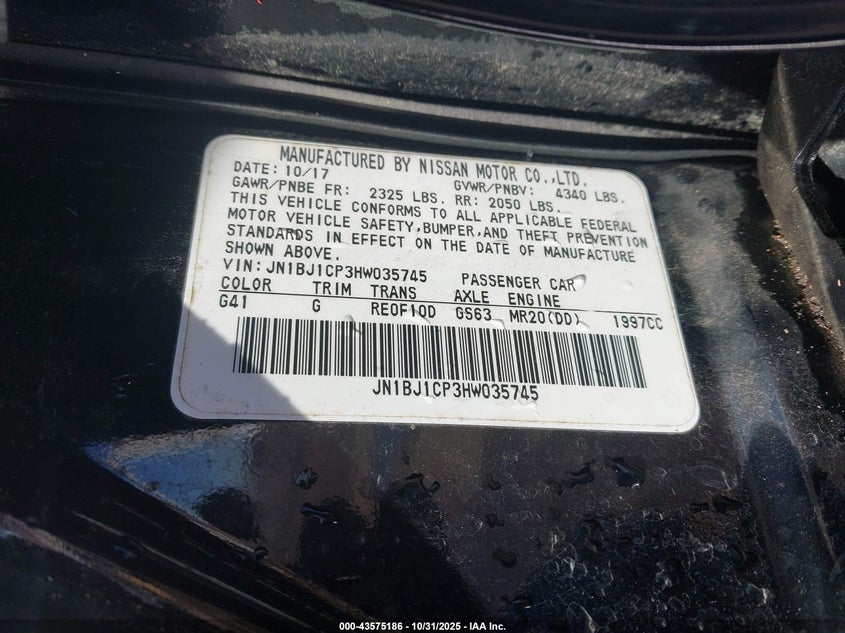 MANUFACTURED BY NISSAN MOTOR CO.,LTD.
DATE: 10/17 GVWR/PNBV: 4340 LBS.
GAWR/PNBE FR: 2325 LBS. RR: 2050 LBS.
THIS VEHICLE CONFORMS TO ALL APPLICABLE FEDERAL
MOTOR VEHICLE SAFETY, BUMPER, AND THEFT PREVENTION
STANDARDS IN EFFECT ON THE DATE OF MANUFACTURE
SHOWN ABOVE.
VIN: JN1BJ1CP3HW035745 PASSENGER CAR
COLOR TRIM TRANS AXLE ENGINE
G41 G RE0F10D GS63 MR20(DD) 1997CC
JN1BJ1CP3HW035745
000-43575186 - 10/31/2025 - IAA Inc.